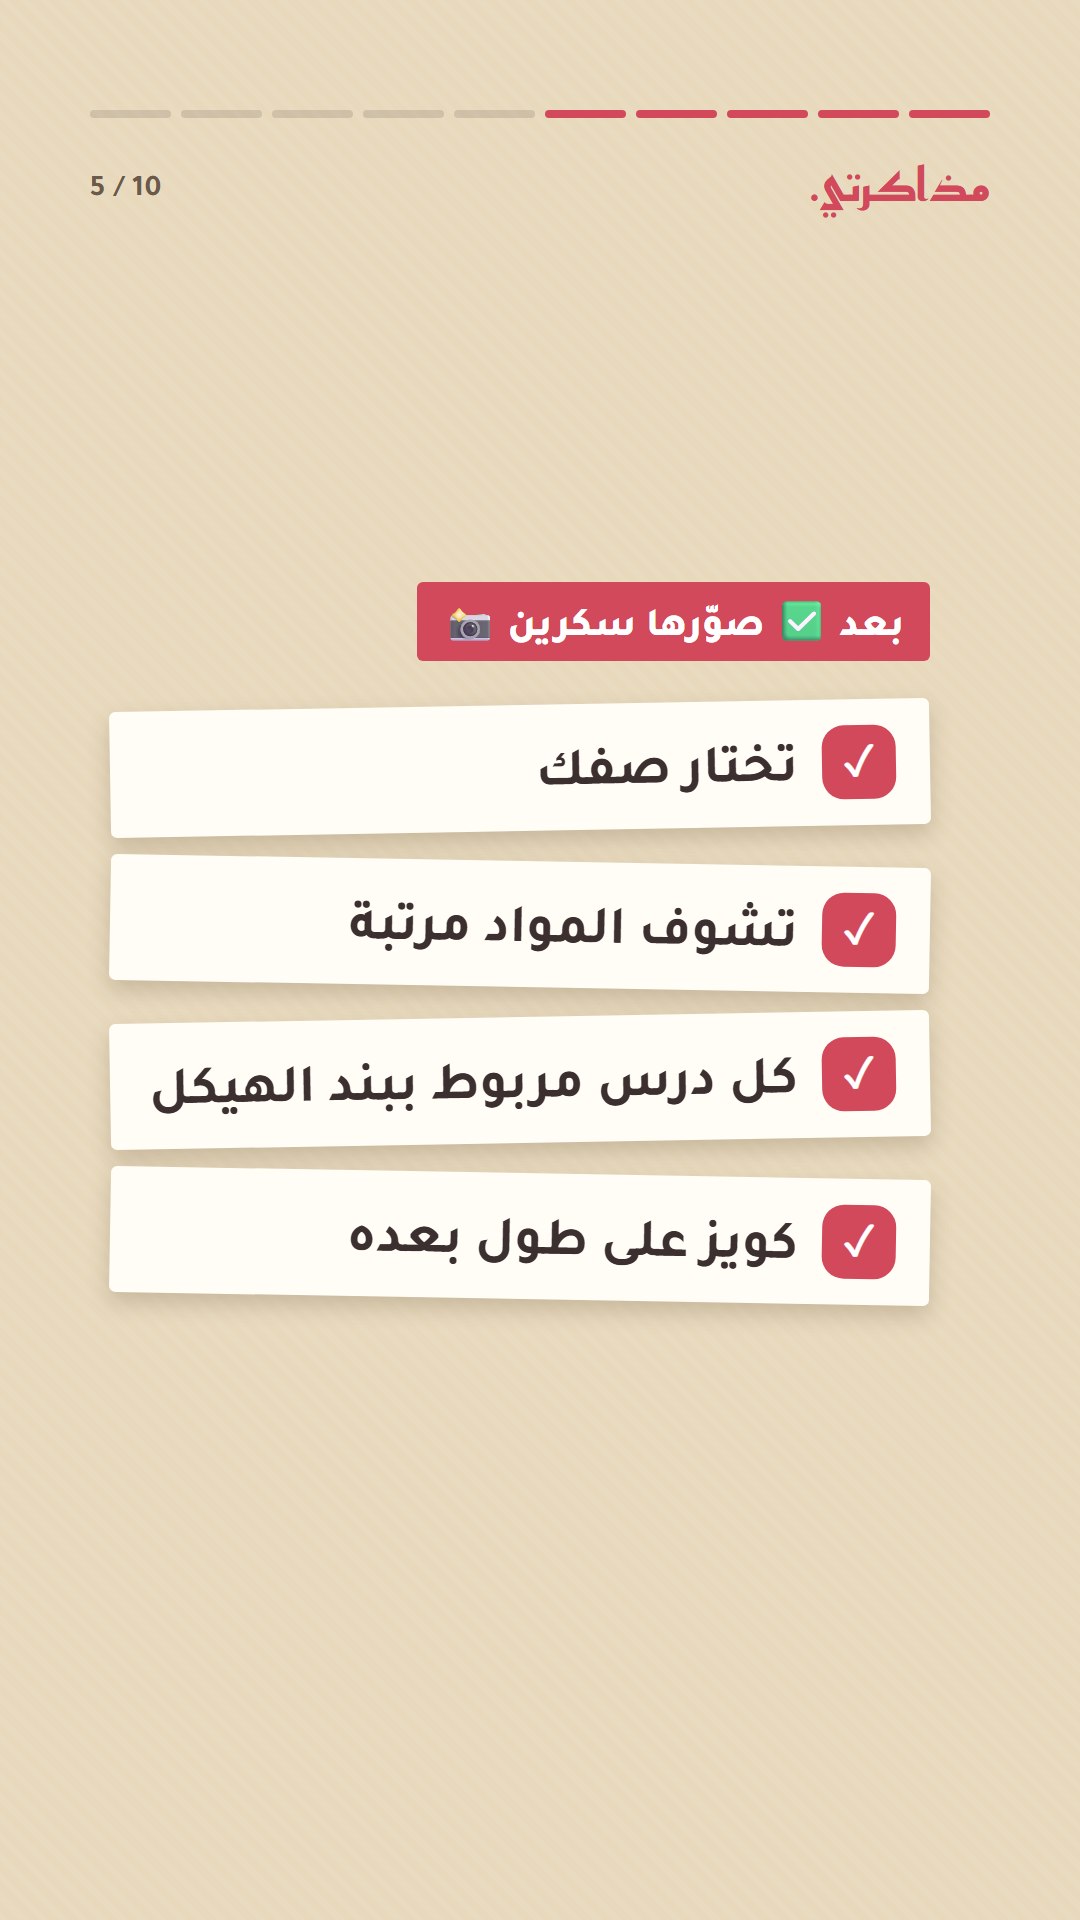 مذاكرتي.
5 / 10
بعد ✅ صوّرها سكرين 📸
✓ تختار صفك
✓ تشوف المواد مرتبة
✓ كل درس مربوط ببند الهيكل
✓ كويز على طول بعده